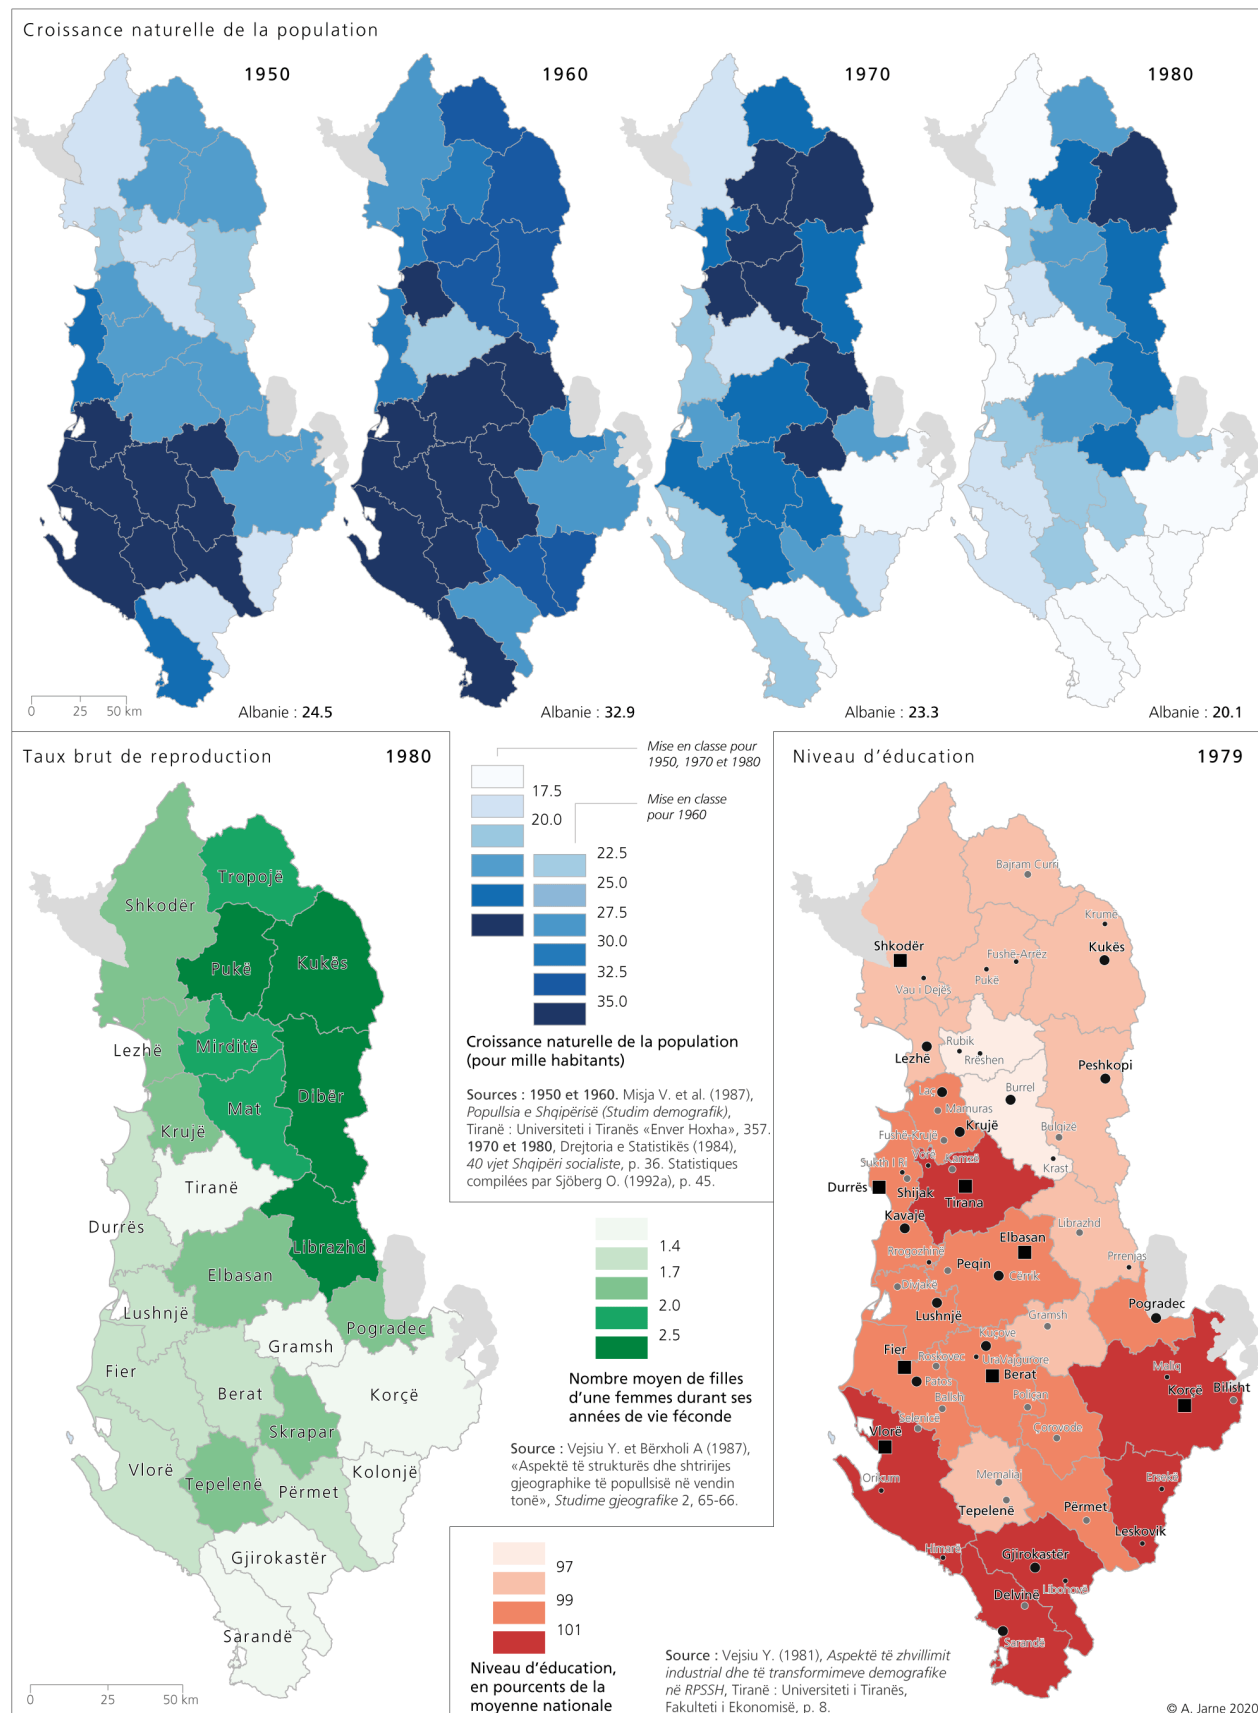 Croissance naturelle de la population
1950
1960
1970
1980
0 25 50 km
Albanie : 24.5
Albanie : 32.9
Albanie : 23.3
Albanie : 20.1
Taux brut de reproduction 1980
Shkodër
Tropojë
Pukë
Kukës
Lezhë
Mirditë
Mat
Dibër
Krujë
Tiranë
Durrës
Librazhd
Elbasan
Lushnjë
Gramsh
Pogradec
Fier
Berat
Korçë
Skrapar
Vlorë
Tepelenë
Përmet
Kolonjë
Gjirokastër
Sarandë
0 25 50 km
Mise en classe pour
1950, 1970 et 1980
17.5
20.0
Mise en classe
pour 1960
22.5
25.0
27.5
30.0
32.5
35.0
Croissance naturelle de la population
(pour mille habitants)
Sources : 1950 et 1960. Misja V. et al. (1987),
Popullsia e Shqipërisë (Studim demografik),
Tiranë : Universiteti i Tiranës «Enver Hoxha», 357.
1970 et 1980, Drejtoria e Statistikës (1984),
40 vjet Shqipëri socialiste, p. 36. Statistiques
compilées par Sjöberg O. (1992a), p. 45.
1.4
1.7
2.0
2.5
Nombre moyen de filles
d'une femmes durant ses
années de vie féconde
Source : Vejsiu Y. et Bërxholi A (1987),
«Aspektë të strukturës dhe shtririjes
gjeographike të popullsisë në vendin
tonë», Studime gjeografike 2, 65-66.
97
99
101
Niveau d'éducation,
en pourcents de la
moyenne nationale
Source : Vejsiu Y. (1981), Aspektë të zhvillimit
industrial dhe të transformimeve demografike
në RPSSH, Tiranë : Universiteti i Tiranës,
Fakulteti i Ekonomisë, p. 8.
Niveau d'éducation 1979
Bajram Curri
Krumë
Shkodër
Fushë-Arrëz
Kukës
Vau i Dejës
Pukë
Rubik
Lezhë
Rrëshen
Peshkopi
Laç
Burrel
Mamuras
Krujë
Bulqizë
Fushë-Krujë
Vorë
Kamzë
Krast
Sukth I Ri
Durrës
Shijak
Tirana
Kavajë
Librazhd
Elbasan
Rrogozhinë
Peqin
Prrenjas
Cërrik
Divjakë
Lushnjë
Pogradec
Gramsh
Kuçovë
Fier
Roskovec
UraVajgurore
Maliq
Berat
Patos
Korçë
Bilisht
Ballsh
Poliçan
Selenicë
Vlorë
Çorovodë
Orikum
Memaliaj
Ersekë
Tepelenë
Përmet
Leskovik
Himarë
Gjirokastër
Libohovë
Delvinë
Sarandë
© A. Jarne 2020